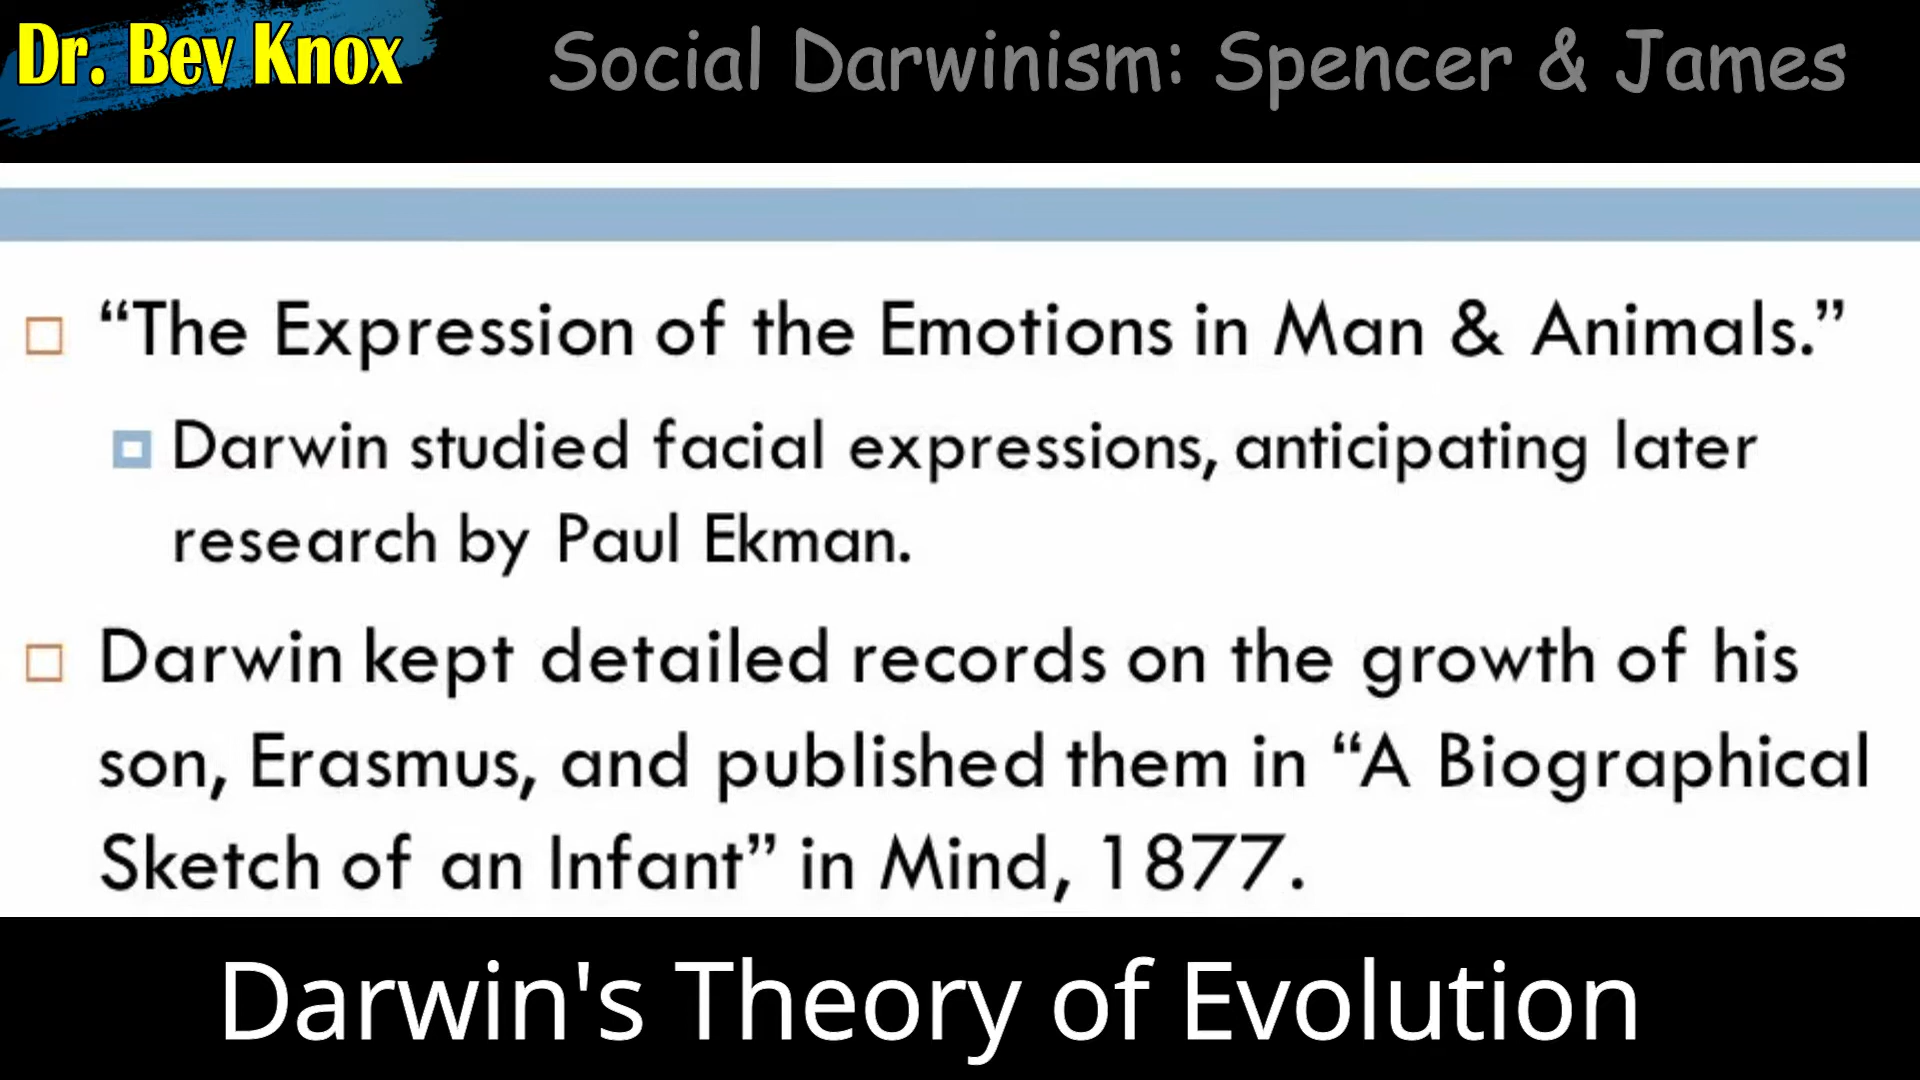 Dr. Bev Knox
Social Darwinism: Spencer & James
“The Expression of the Emotions in Man & Animals.”
Darwin studied facial expressions, anticipating later
research by Paul Ekman.
Darwin kept detailed records on the growth of his
son, Erasmus, and published them in “A Biographical
Sketch of an Infant” in Mind, 1877.
Darwin's Theory of Evolution